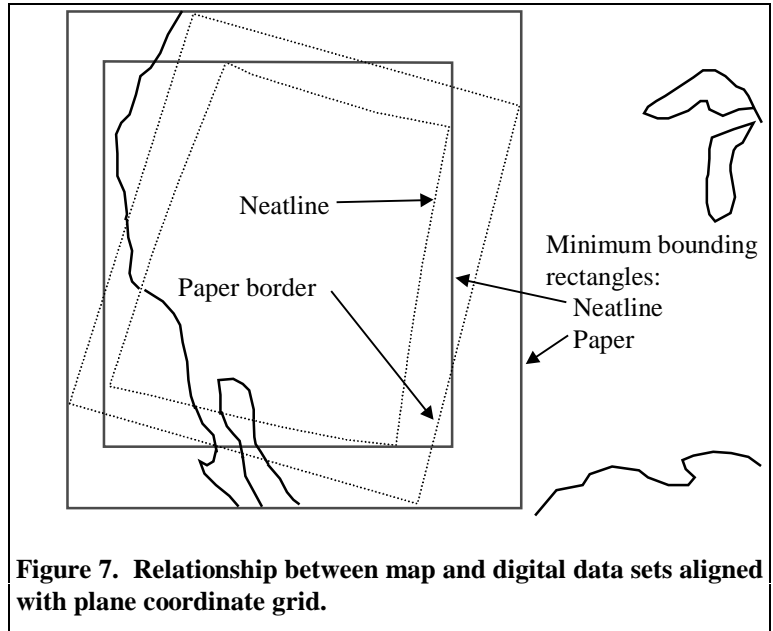 Neatline
Paper border
Minimum bounding
rectangles:
Neatline
Paper
Figure 7. Relationship between map and digital data sets aligned
with plane coordinate grid.